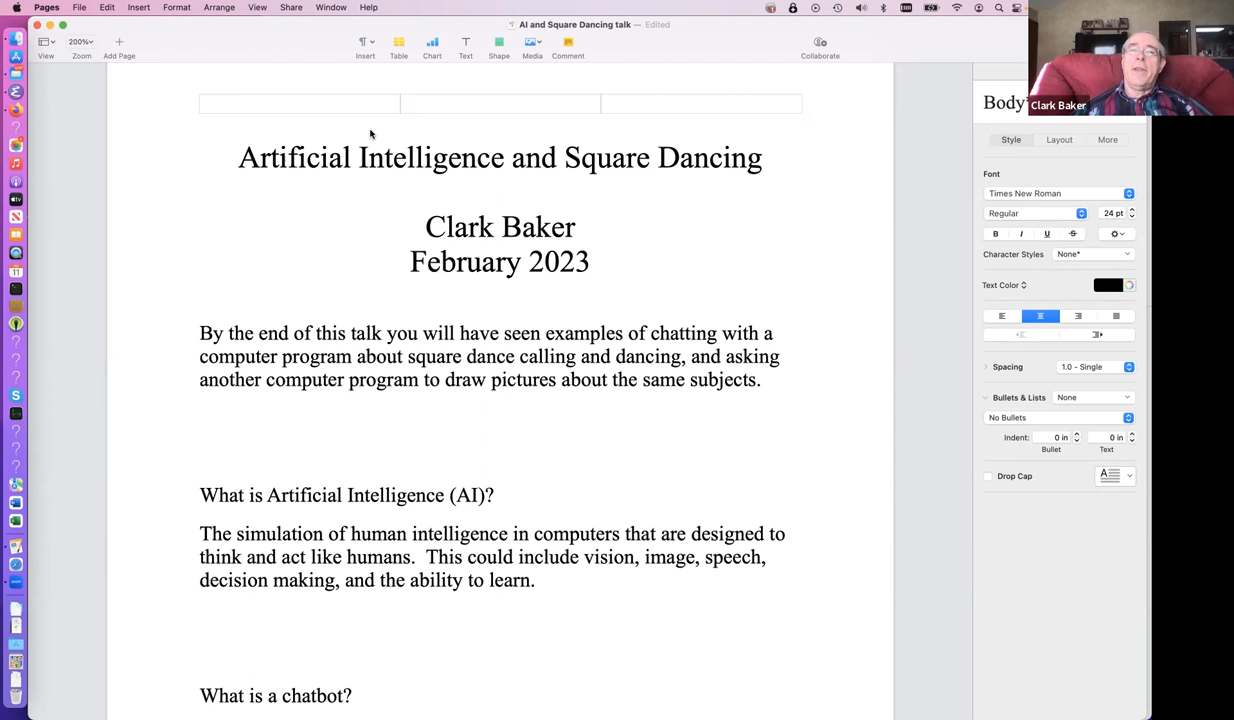 Pages File Edit Insert Format Arrange View Share Window Help
AI and Square Dancing talk — Edited
200%
View Zoom Add Page Insert Table Chart Text Shape Media Comment Collaborate
Clark Baker
Body
Artificial Intelligence and Square Dancing
Clark Baker
February 2023
By the end of this talk you will have seen examples of chatting with a
computer program about square dance calling and dancing, and asking
another computer program to draw pictures about the same subjects.
What is Artificial Intelligence (AI)?
The simulation of human intelligence in computers that are designed to
think and act like humans.  This could include vision, image, speech,
decision making, and the ability to learn.
What is a chatbot?
Style Layout More
Font
Times New Roman
Regular 24 pt
B I U S
Character Styles None*
Text Color
Spacing 1.0 - Single
Bullets & Lists None
No Bullets
Indent: 0 in 0 in
Bullet Text
Drop Cap A
11